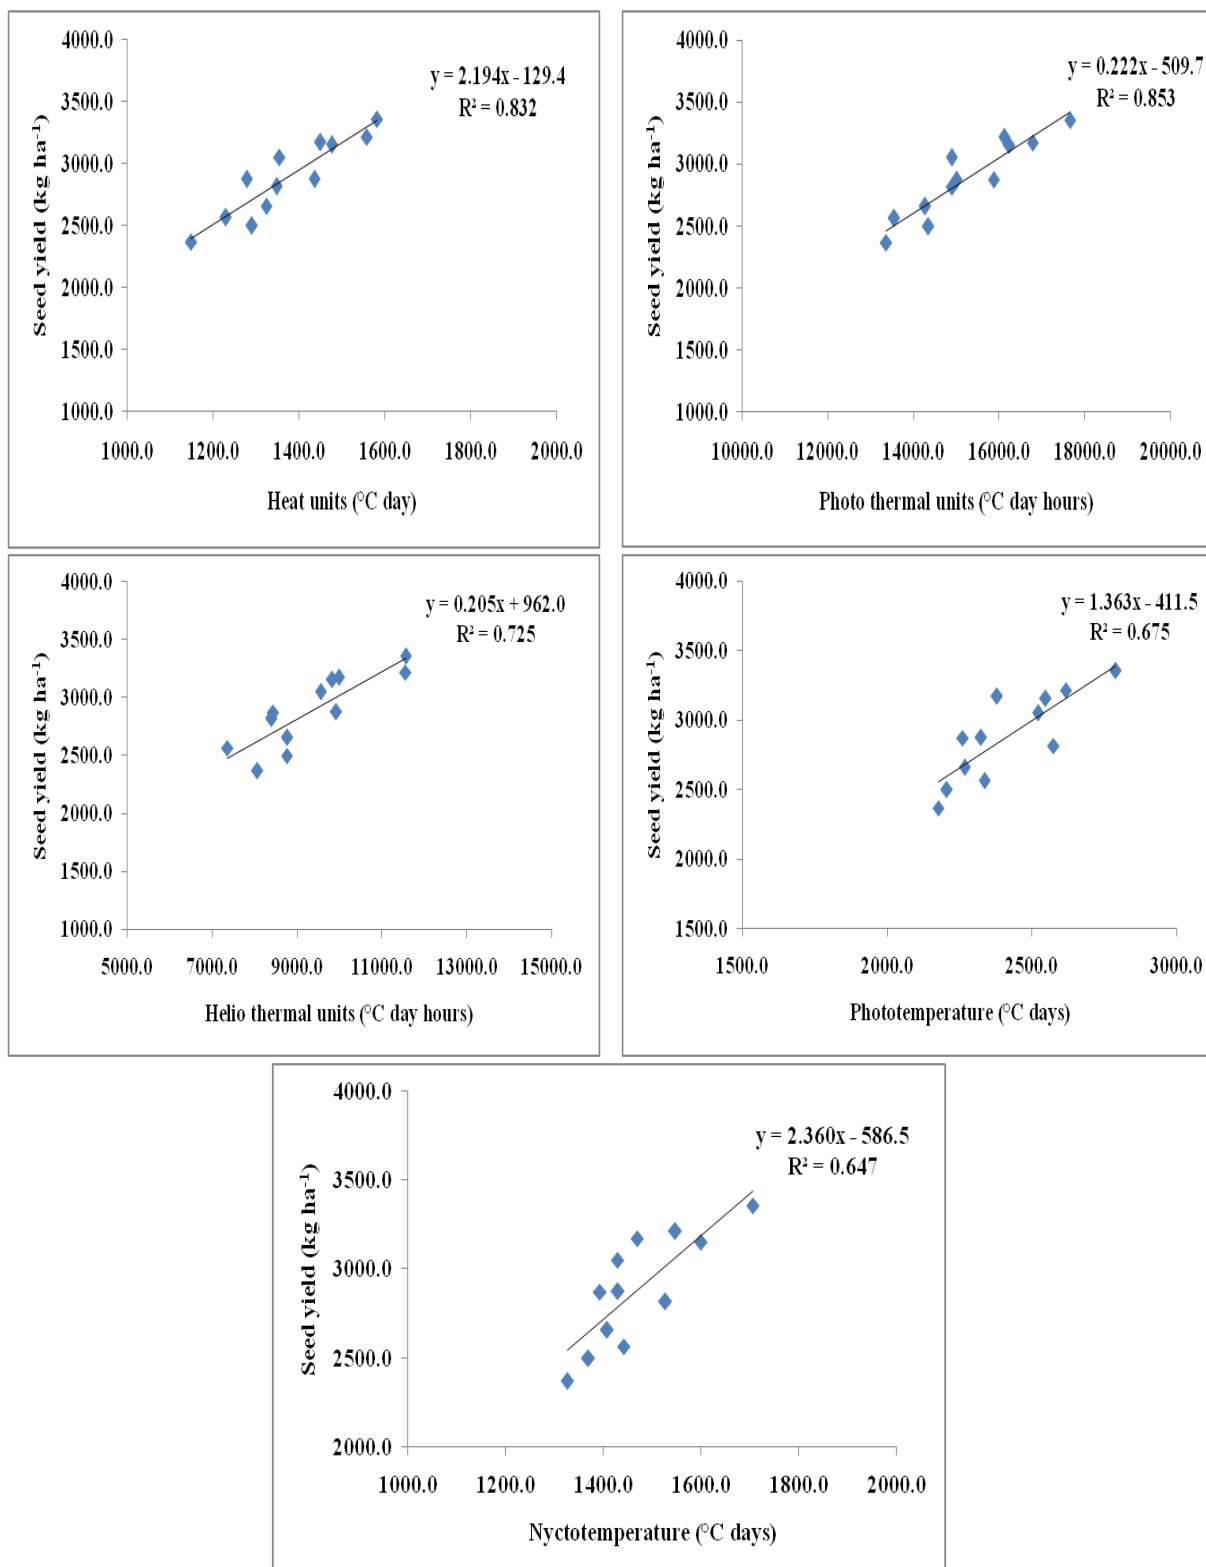 4000.0
3500.0
3000.0
2500.0
2000.0
1500.0
1000.0
Seed yield (kg ha⁻¹)
y = 2.194x - 129.4
R² = 0.832
1000.0 1200.0 1400.0 1600.0 1800.0 2000.0
Heat units (°C day)
4000.0
3500.0
3000.0
2500.0
2000.0
1500.0
1000.0
Seed yield (kg ha⁻¹)
y = 0.222x - 509.7
R² = 0.853
10000.0 12000.0 14000.0 16000.0 18000.0 20000.0
Photo thermal units (°C day hours)
4000.0
3500.0
3000.0
2500.0
2000.0
1500.0
1000.0
Seed yield (kg ha⁻¹)
y = 0.205x + 962.0
R² = 0.725
5000.0 7000.0 9000.0 11000.0 13000.0 15000.0
Helio thermal units (°C day hours)
4000.0
3500.0
3000.0
2500.0
2000.0
1500.0
Seed yield (kg ha⁻¹)
y = 1.363x - 411.5
R² = 0.675
1500.0 2000.0 2500.0 3000.0
Phototemperature (°C days)
4000.0
3500.0
3000.0
2500.0
2000.0
Seed yield (kg ha⁻¹)
y = 2.360x - 586.5
R² = 0.647
1000.0 1200.0 1400.0 1600.0 1800.0 2000.0
Nyctotemperature (°C days)